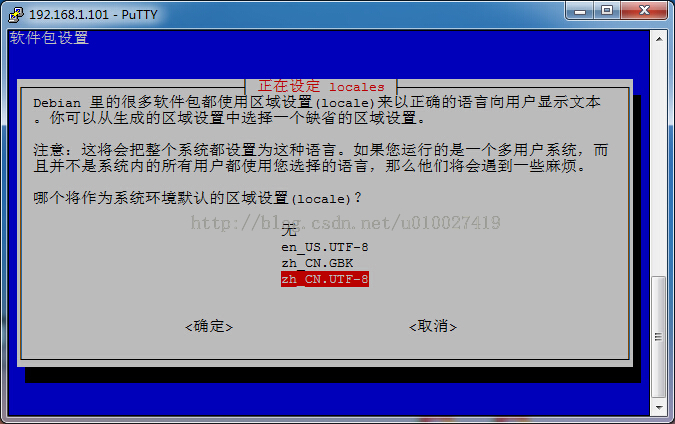 192.168.1.101 - PuTTY
软件包设置
正在设定 locales
Debian 里的很多软件包都使用区域设置(locale)来以正确的语言向用户显示文本
。你可以从生成的区域设置中选择一个缺省的区域设置。
注意：这将会把整个系统都设置为这种语言。如果您运行的是一个多用户系统，而
且并不是系统内的所有用户都使用您选择的语言，那么他们将会遇到一些麻烦。
哪个将作为系统环境默认的区域设置(locale)？
http://blog.csdn.net/u010027419
无
en_US.UTF-8
zh_CN.GBK
zh_CN.UTF-8
<确定> <取消>